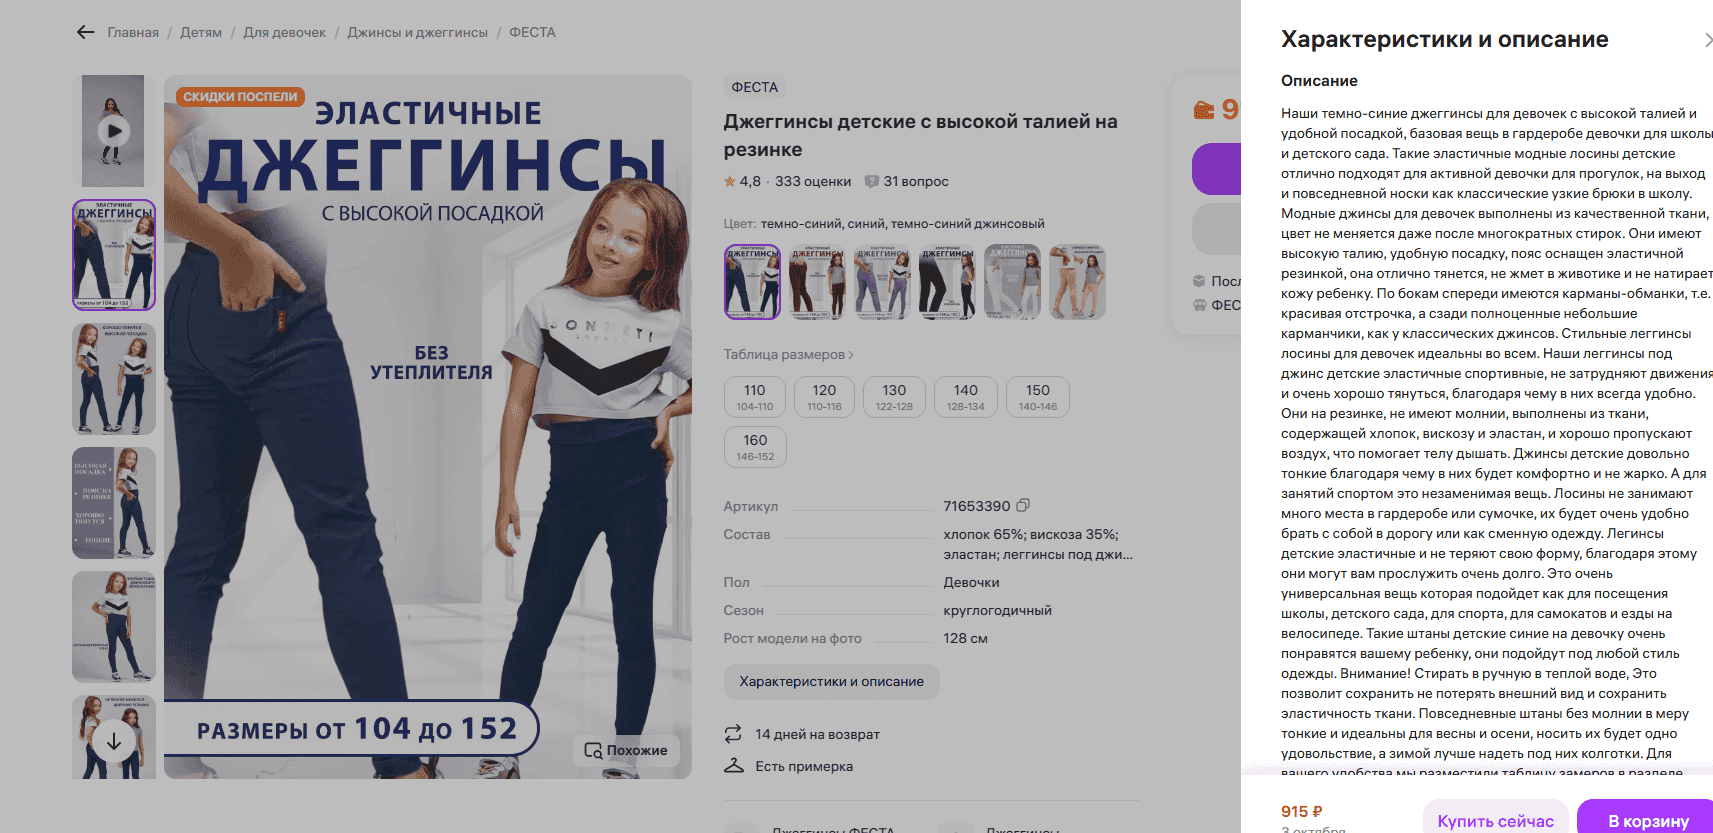 Главная / Детям / Для девочек / Джинсы и джеггинсы / ФЕСТА
СКИДКИ ПОСПЕЛИ
ЭЛАСТИЧНЫЕ
ДЖЕГГИНСЫ
С ВЫСОКОЙ ПОСАДКОЙ
БЕЗ
УТЕПЛИТЕЛЯ
РАЗМЕРЫ ОТ 104 ДО 152
Похожие
ФЕСТА
Джеггинсы детские с высокой талией на
резинке
4,8 · 333 оценки 31 вопрос
Цвет: темно-синий, синий, темно-синий джинсовый
Таблица размеров
110 120 130 140 150
104-110 110-116 122-128 128-134 140-146
160
146-152
Артикул 71653390
Состав хлопок 65%; вискоза 35%;
эластан; леггинсы под джи...
Пол Девочки
Сезон круглогодичный
Рост модели на фото 128 см
Характеристики и описание
14 дней на возврат
Есть примерка
Джеггинсы ФЕСТА Джеггинсы
9
Посл
ФЕС
Характеристики и описание
Описание
Наши темно-синие джеггинсы для девочек с высокой талией и
удобной посадкой, базовая вещь в гардеробе девочки для школы
и детского сада. Такие эластичные модные лосины детские
отлично подходят для активной девочки для прогулок, на выход
и повседневной носки как классические узкие брюки в школу.
Модные джинсы для девочек выполнены из качественной ткани,
цвет не меняется даже после многократных стирок. Они имеют
высокую талию, удобную посадку, пояс оснащен эластичной
резинкой, она отлично тянется, не жмет в животике и не натирает
кожу ребенку. По бокам спереди имеются карманы-обманки, т.е.
красивая отстрочка, а сзади полноценные небольшие
карманчики, как у классических джинсов. Стильные леггинсы
лосины для девочек идеальны во всем. Наши леггинсы под
джинс детские эластичные спортивные, не затрудняют движения
и очень хорошо тянуться, благодаря чему в них всегда удобно.
Они на резинке, не имеют молнии, выполнены из ткани,
содержащей хлопок, вискозу и эластан, и хорошо пропускают
воздух, что помогает телу дышать. Джинсы детские довольно
тонкие благодаря чему в них будет комфортно и не жарко. А для
занятий спортом это незаменимая вещь. Лосины не занимают
много места в гардеробе или сумочке, их будет очень удобно
брать с собой в дорогу или как сменную одежду. Легинсы
детские эластичные и не теряют свою форму, благодаря этому
они могут вам прослужить очень долго. Это очень
универсальная вещь которая подойдет как для посещения
школы, детского сада, для спорта, для самокатов и езды на
велосипеде. Такие штаны детские синие на девочку очень
понравятся вашему ребенку, они подойдут под любой стиль
одежды. Внимание! Стирать в ручную в теплой воде, Это
позволит сохранить не потерять внешний вид и сохранить
эластичность ткани. Повседневные штаны без молнии в меру
тонкие и идеальны для весны и осени, носить их будет одно
удовольствие, а зимой лучше надеть под них колготки. Для
вашего удобства мы разместили таблицу замеров в разделе
915 ₽
3 октября
Купить сейчас
В корзину